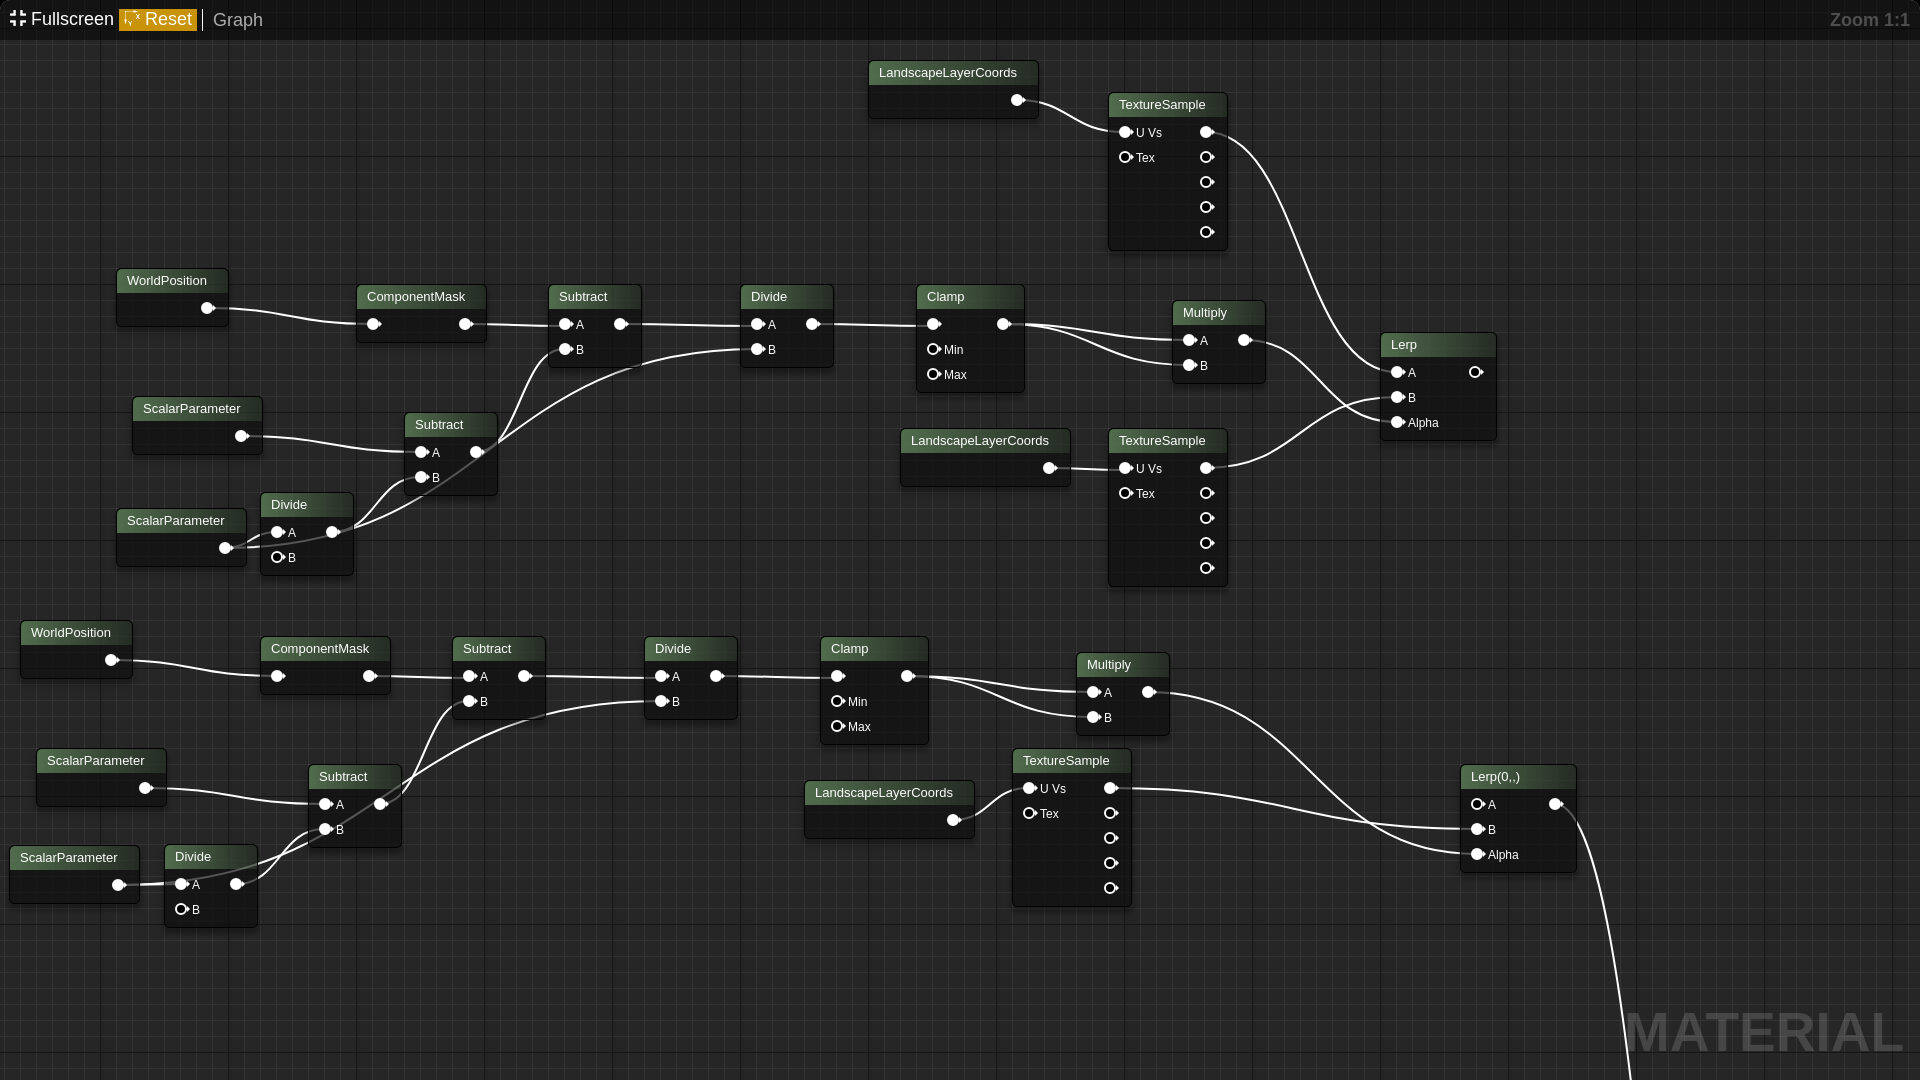 Fullscreen Reset Graph
Zoom 1:1
LandscapeLayerCoords
TextureSample
U Vs
Tex
WorldPosition
ComponentMask
Subtract
A
B
Divide
A
B
Clamp
Min
Max
Multiply
A
B
Lerp
A
B
Alpha
ScalarParameter
Subtract
A
B
LandscapeLayerCoords
TextureSample
U Vs
Tex
ScalarParameter
Divide
A
B
WorldPosition
ComponentMask
Subtract
A
B
Divide
A
B
Clamp
Min
Max
Multiply
A
B
ScalarParameter
Subtract
A
B
LandscapeLayerCoords
TextureSample
U Vs
Tex
Lerp(0,,)
A
B
Alpha
ScalarParameter
Divide
A
B
MATERIAL